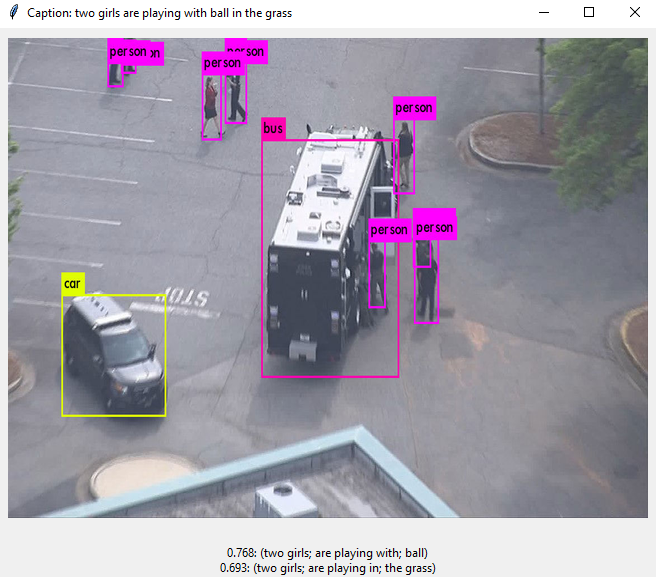 Caption: two girls are playing with ball in the grass
person
person
person
person
bus
person
person
person
car
STOP
0.768: (two girls; are playing with; ball)
0.693: (two girls; are playing in; the grass)